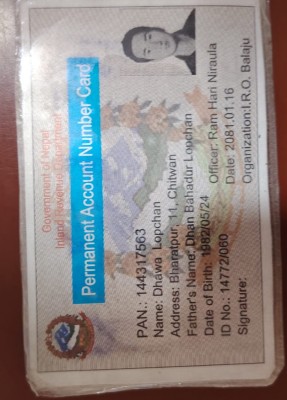 Government of Nepal
Inland Revenue Department
Permanent Account Number Card
PAN.: 144317563
Name: Dhawa Lopchan
Address: Bharatpur, 11, Chitwan
Father's Name: Dhan Bahadur Lopchan
Date of Birth: 1982/05/24
ID No.: 14772/060
Signature:
Officer: Ram Hari Niraula
Date: 2081.01.16
Organization:I.R.O. Balaju